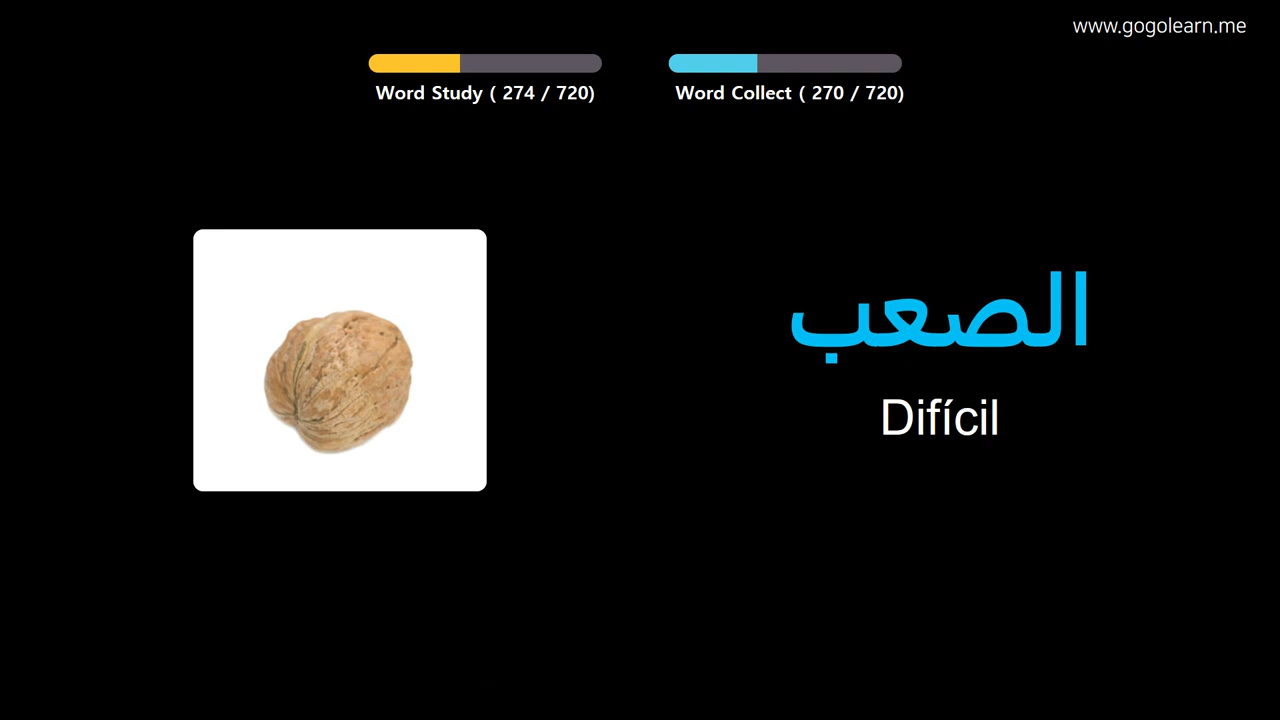 www.gogolearn.me
Word Study ( 274 / 720)
Word Collect ( 270 / 720)
الصعب
Difícil